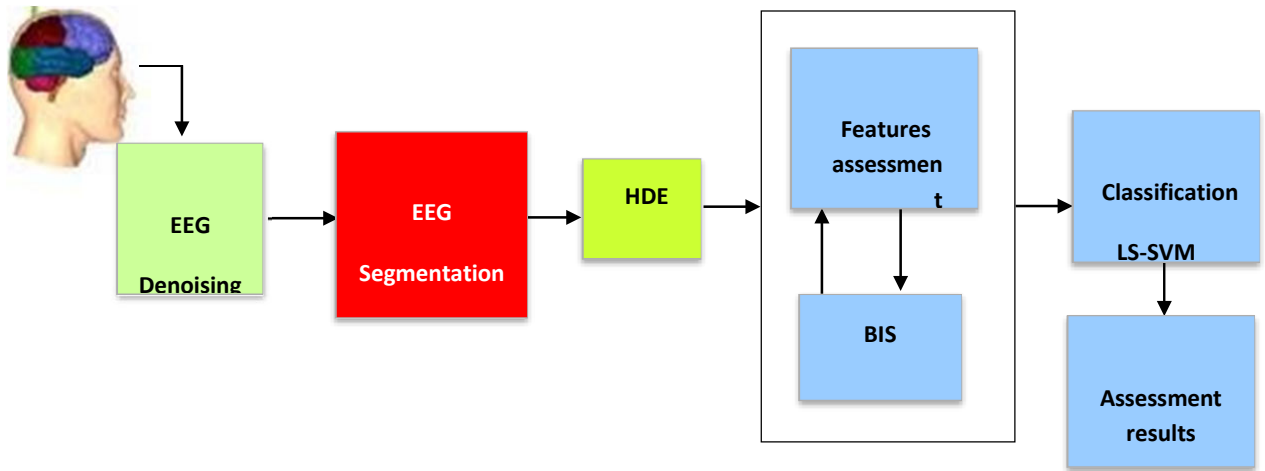 EEG
Denoising
EEG
Segmentation
HDE
Features
assessmen
t
BIS
Classification
LS-SVM
Assessment
results